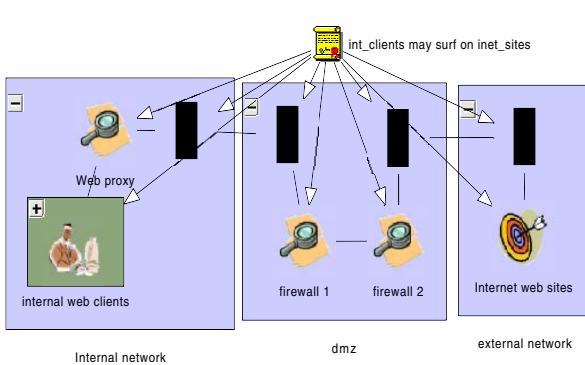 int_clients may surf on inet_sites
Web proxy
internal web clients
firewall 1
firewall 2
Internet web sites
Internal network
dmz
external network